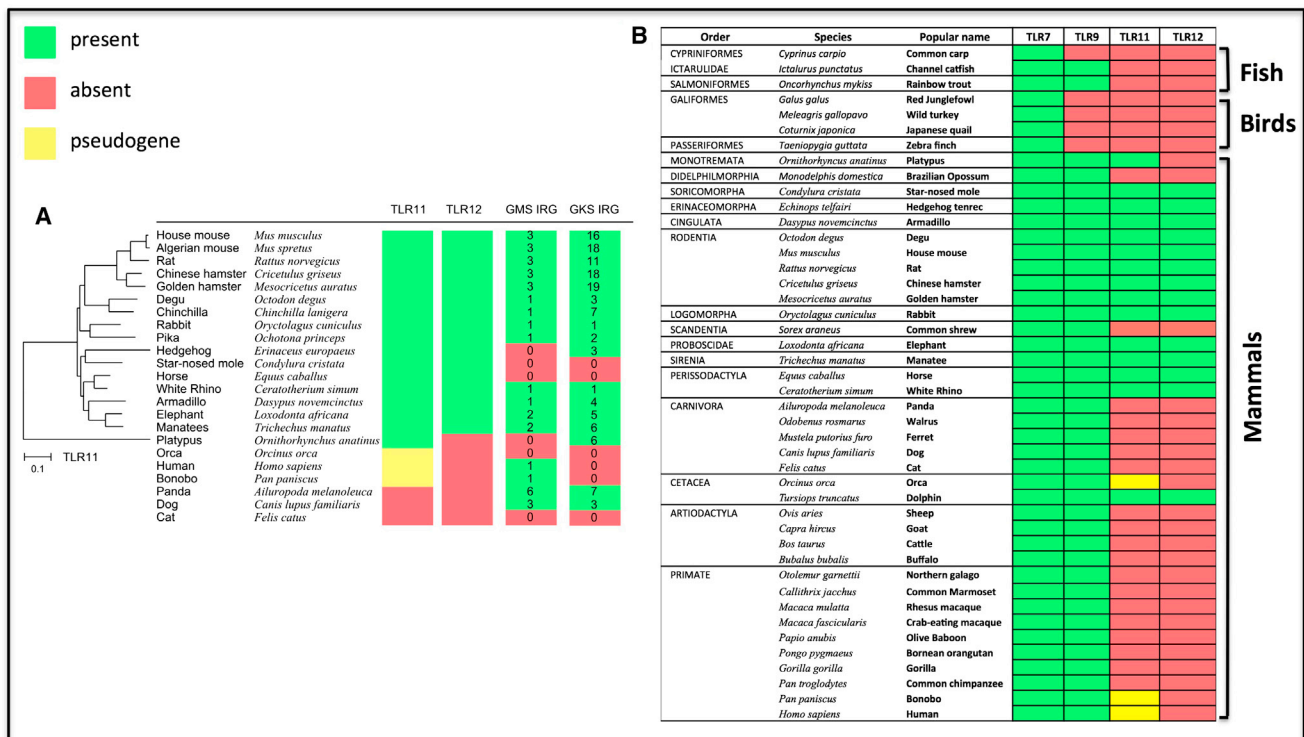 present
absent
pseudogene
A
TLR11 TLR12 GMS IRG GKS IRG
House mouse Mus musculus 3 16
Algerian mouse Mus spretus 3 18
Rat Rattus norvegicus 3 11
Chinese hamster Cricetulus griseus 3 18
Golden hamster Mesocricetus auratus 3 19
Degu Octodon degus 1 3
Chinchilla Chinchilla lanigera 1 7
Rabbit Oryctolagus cuniculus 1 1
Pika Ochotona princeps 1 2
Hedgehog Erinaceus europaeus 0 3
Star-nosed mole Condylura cristata 0 0
Horse Equus caballus 0 0
White Rhino Ceratotherium simum 1 1
Armadillo Dasypus novemcinctus 1 4
Elephant Loxodonta africana 2 5
Manatees Trichechus manatus 2 6
Platypus Ornithorhynchus anatinus 0 6
Orca Orcinus orca 0 0
Human Homo sapiens 1 0
Bonobo Pan paniscus 1 0
Panda Ailuropoda melanoleuca 6 7
Dog Canis lupus familiaris 3 3
Cat Felis catus 0 0
0.1 TLR11
B
Order Species Popular name TLR7 TLR9 TLR11 TLR12
CYPRINIFORMES Cyprinus carpio Common carp
ICTARULIDAE Ictalurus punctatus Channel catfish
SALMONIFORMES Oncorhynchus mykiss Rainbow trout
Fish
GALIFORMES Galus galus Red Junglefowl
Meleagris gallopavo Wild turkey
Coturnix japonica Japanese quail
PASSERIFORMES Taeniopygia guttata Zebra finch
Birds
MONOTREMATA Ornithorhyncus anatinus Platypus
DIDELPHILMORPHIA Monodelphis domestica Brazilian Opossum
SORICOMORPHA Condylura cristata Star-nosed mole
ERINACEOMORPHA Echinops telfairi Hedgehog tenrec
CINGULATA Dasypus novemcinctus Armadillo
RODENTIA Octodon degus Degu
Mus musculus House mouse
Rattus norvegicus Rat
Cricetulus griseus Chinese hamster
Mesocricetus auratus Golden hamster
LOGOMORPHA Oryctolagus cuniculus Rabbit
SCANDENTIA Sorex araneus Common shrew
PROBOSCIDAE Loxodonta africana Elephant
SIRENIA Trichechus manatus Manatee
PERISSODACTYLA Equus caballus Horse
Ceratotherium simum White Rhino
CARNIVORA Ailuropoda melanoleuca Panda
Odobenus rosmarus Walrus
Mustela putorius furo Ferret
Canis lupus familiaris Dog
Felis catus Cat
CETACEA Orcinus orca Orca
Tursiops truncatus Dolphin
ARTIODACTYLA Ovis aries Sheep
Capra hircus Goat
Bos taurus Cattle
Bubalus bubalis Buffalo
PRIMATE Otolemur garnettii Northern galago
Callithrix jacchus Common Marmoset
Macaca mulatta Rhesus macaque
Macaca fascicularis Crab-eating macaque
Papio anubis Olive Baboon
Pongo pygmaeus Bornean orangutan
Gorilla gorilla Gorilla
Pan troglodytes Common chimpanzee
Pan paniscus Bonobo
Homo sapiens Human
Mammals